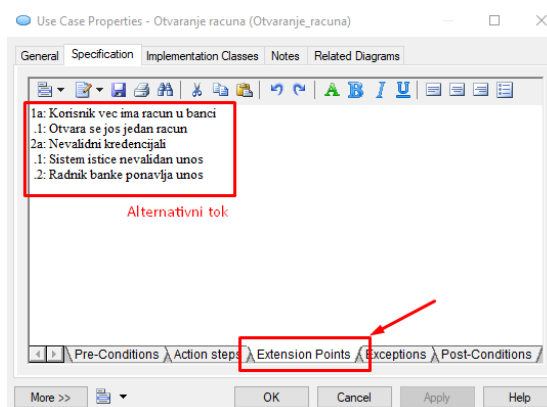 Use Case Properties - Otvaranje racuna (Otvaranje_racuna)
General Specification Implementation Classes Notes Related Diagrams
A B I U
1a: Korisnik vec ima racun u banci
.1: Otvara se jos jedan racun
2a: Nevalidni kredencijali
.1: Sistem istice nevalidan unos
.2: Radnik banke ponavlja unos
Alternativni tok
Pre-Conditions Action steps Extension Points Exceptions Post-Conditions
More >> OK Cancel Apply Help